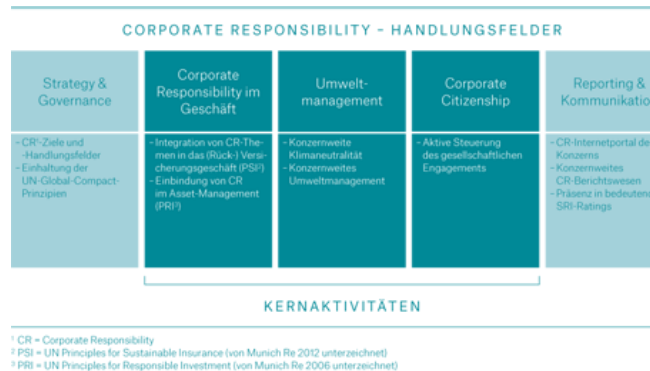 CORPORATE RESPONSIBILITY – HANDLUNGSFELDER
Strategy &
Governance
– CR¹-Ziele und
-Handlungsfelder
– Einhaltung der
UN-Global-Compact-
Prinzipien
Corporate
Responsibility im
Geschäft
– Integration von CR-The-
men in das (Rück-) Versi-
cherungsgeschäft (PSI²)
– Einbindung von CR
im Asset-Management
(PRI³)
Umwelt-
management
– Konzernweite
Klimaneutralität
– Konzernweites
Umweltmanagement
Corporate
Citizenship
– Aktive Steuerung
des gesellschaftlichen
Engagements
Reporting &
Kommunikatio
– CR-Internetportal de
Konzerns
– Konzernweites
CR-Berichtswesen
– Präsenz in bedeuten
SRI-Ratings
KERNAKTIVITÄTEN
¹ CR = Corporate Responsibility
² PSI = UN Principles for Sustainable Insurance (von Munich Re 2012 unterzeichnet)
³ PRI = UN Principles for Responsible Investment (von Munich Re 2006 unterzeichnet)